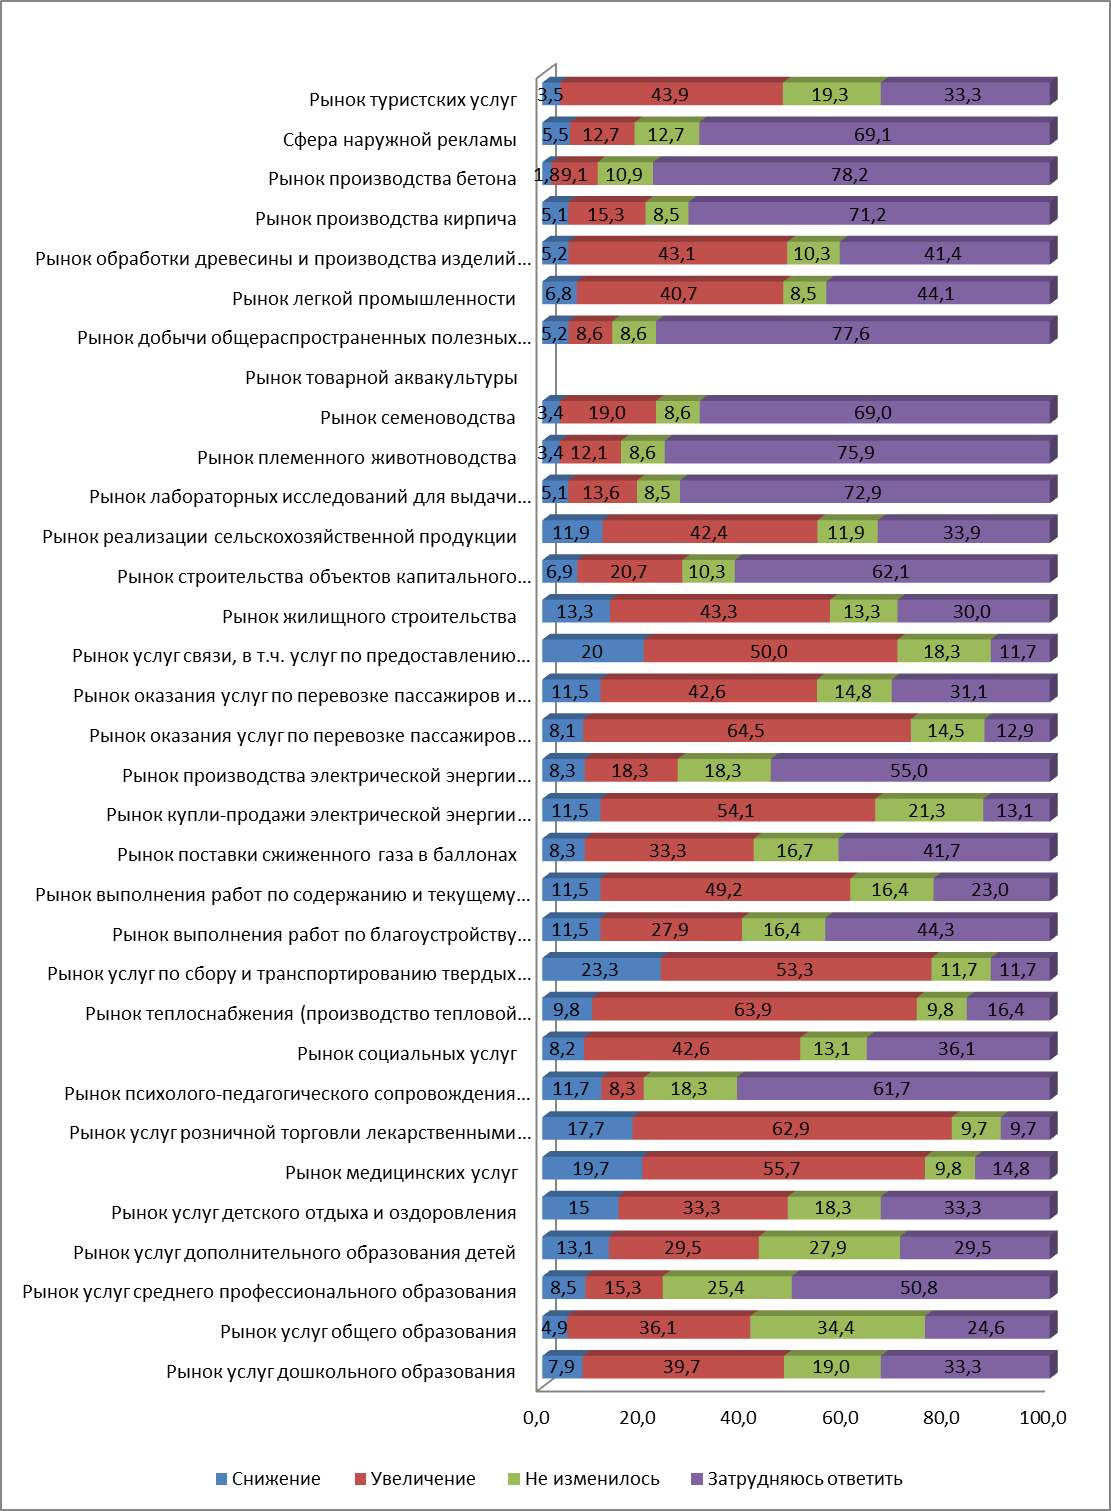 Рынок туристских услуг 3,5 43,9 19,3 33,3
Сфера наружной рекламы 5,5 12,7 12,7 69,1
Рынок производства бетона 1,8 9,1 10,9 78,2
Рынок производства кирпича 5,1 15,3 8,5 71,2
Рынок обработки древесины и производства изделий... 5,2 43,1 10,3 41,4
Рынок легкой промышленности 6,8 40,7 8,5 44,1
Рынок добычи общераспространенных полезных... 5,2 8,6 8,6 77,6
Рынок товарной аквакультуры
Рынок семеноводства 3,4 19,0 8,6 69,0
Рынок племенного животноводства 3,4 12,1 8,6 75,9
Рынок лабораторных исследований для выдачи... 5,1 13,6 8,5 72,9
Рынок реализации сельскохозяйственной продукции 11,9 42,4 11,9 33,9
Рынок строительства объектов капитального... 6,9 20,7 10,3 62,1
Рынок жилищного строительства 13,3 43,3 13,3 30,0
Рынок услуг связи, в т.ч. услуг по предоставлению... 20 50,0 18,3 11,7
Рынок оказания услуг по перевозке пассажиров и... 11,5 42,6 14,8 31,1
Рынок оказания услуг по перевозке пассажиров... 8,1 64,5 14,5 12,9
Рынок производства электрической энергии... 8,3 18,3 18,3 55,0
Рынок купли-продажи электрической энергии... 11,5 54,1 21,3 13,1
Рынок поставки сжиженного газа в баллонах 8,3 33,3 16,7 41,7
Рынок выполнения работ по содержанию и текущему... 11,5 49,2 16,4 23,0
Рынок выполнения работ по благоустройству... 11,5 27,9 16,4 44,3
Рынок услуг по сбору и транспортированию твердых... 23,3 53,3 11,7 11,7
Рынок теплоснабжения (производство тепловой... 9,8 63,9 9,8 16,4
Рынок социальных услуг 8,2 42,6 13,1 36,1
Рынок психолого-педагогического сопровождения... 11,7 8,3 18,3 61,7
Рынок услуг розничной торговли лекарственными... 17,7 62,9 9,7 9,7
Рынок медицинских услуг 19,7 55,7 9,8 14,8
Рынок услуг детского отдыха и оздоровления 15 33,3 18,3 33,3
Рынок услуг дополнительного образования детей 13,1 29,5 27,9 29,5
Рынок услуг среднего профессионального образования 8,5 15,3 25,4 50,8
Рынок услуг общего образования 4,9 36,1 34,4 24,6
Рынок услуг дошкольного образования 7,9 39,7 19,0 33,3
0,0 20,0 40,0 60,0 80,0 100,0
Снижение Увеличение Не изменилось Затрудняюсь ответить